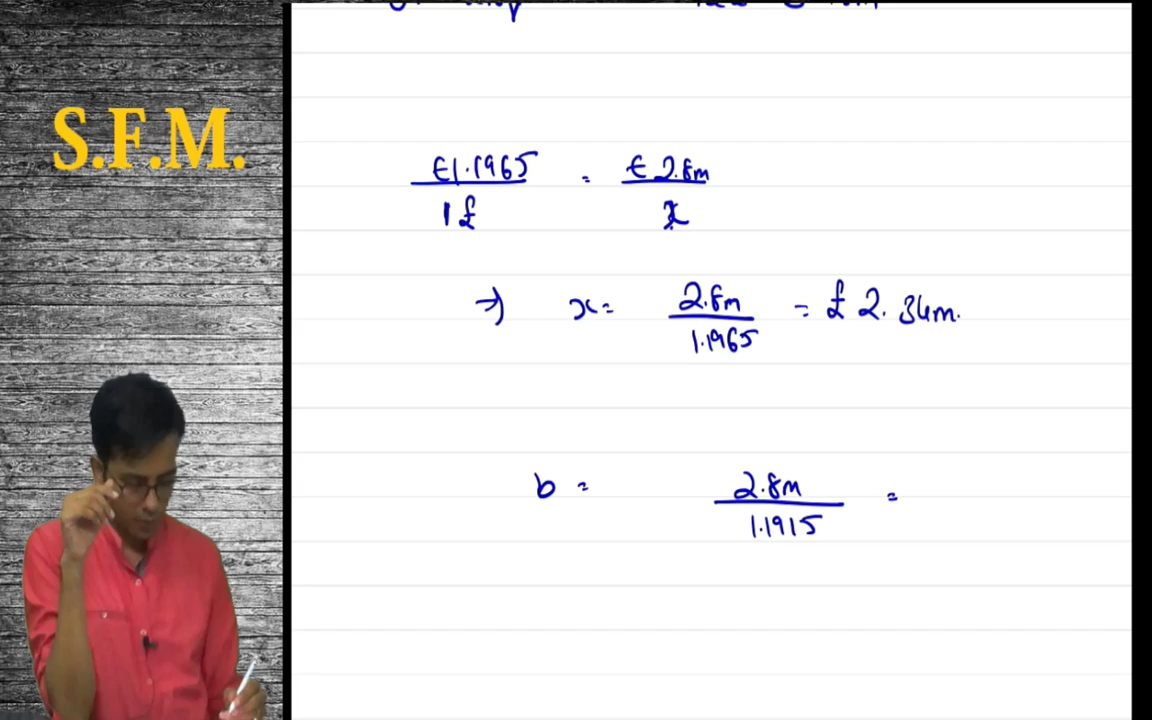 S.F.M.
€1.1965 = € 2.8m
1£ x
⇒ x = 2.8m = £ 2.34m.
1.1965
b = 2.8m =
1.1915